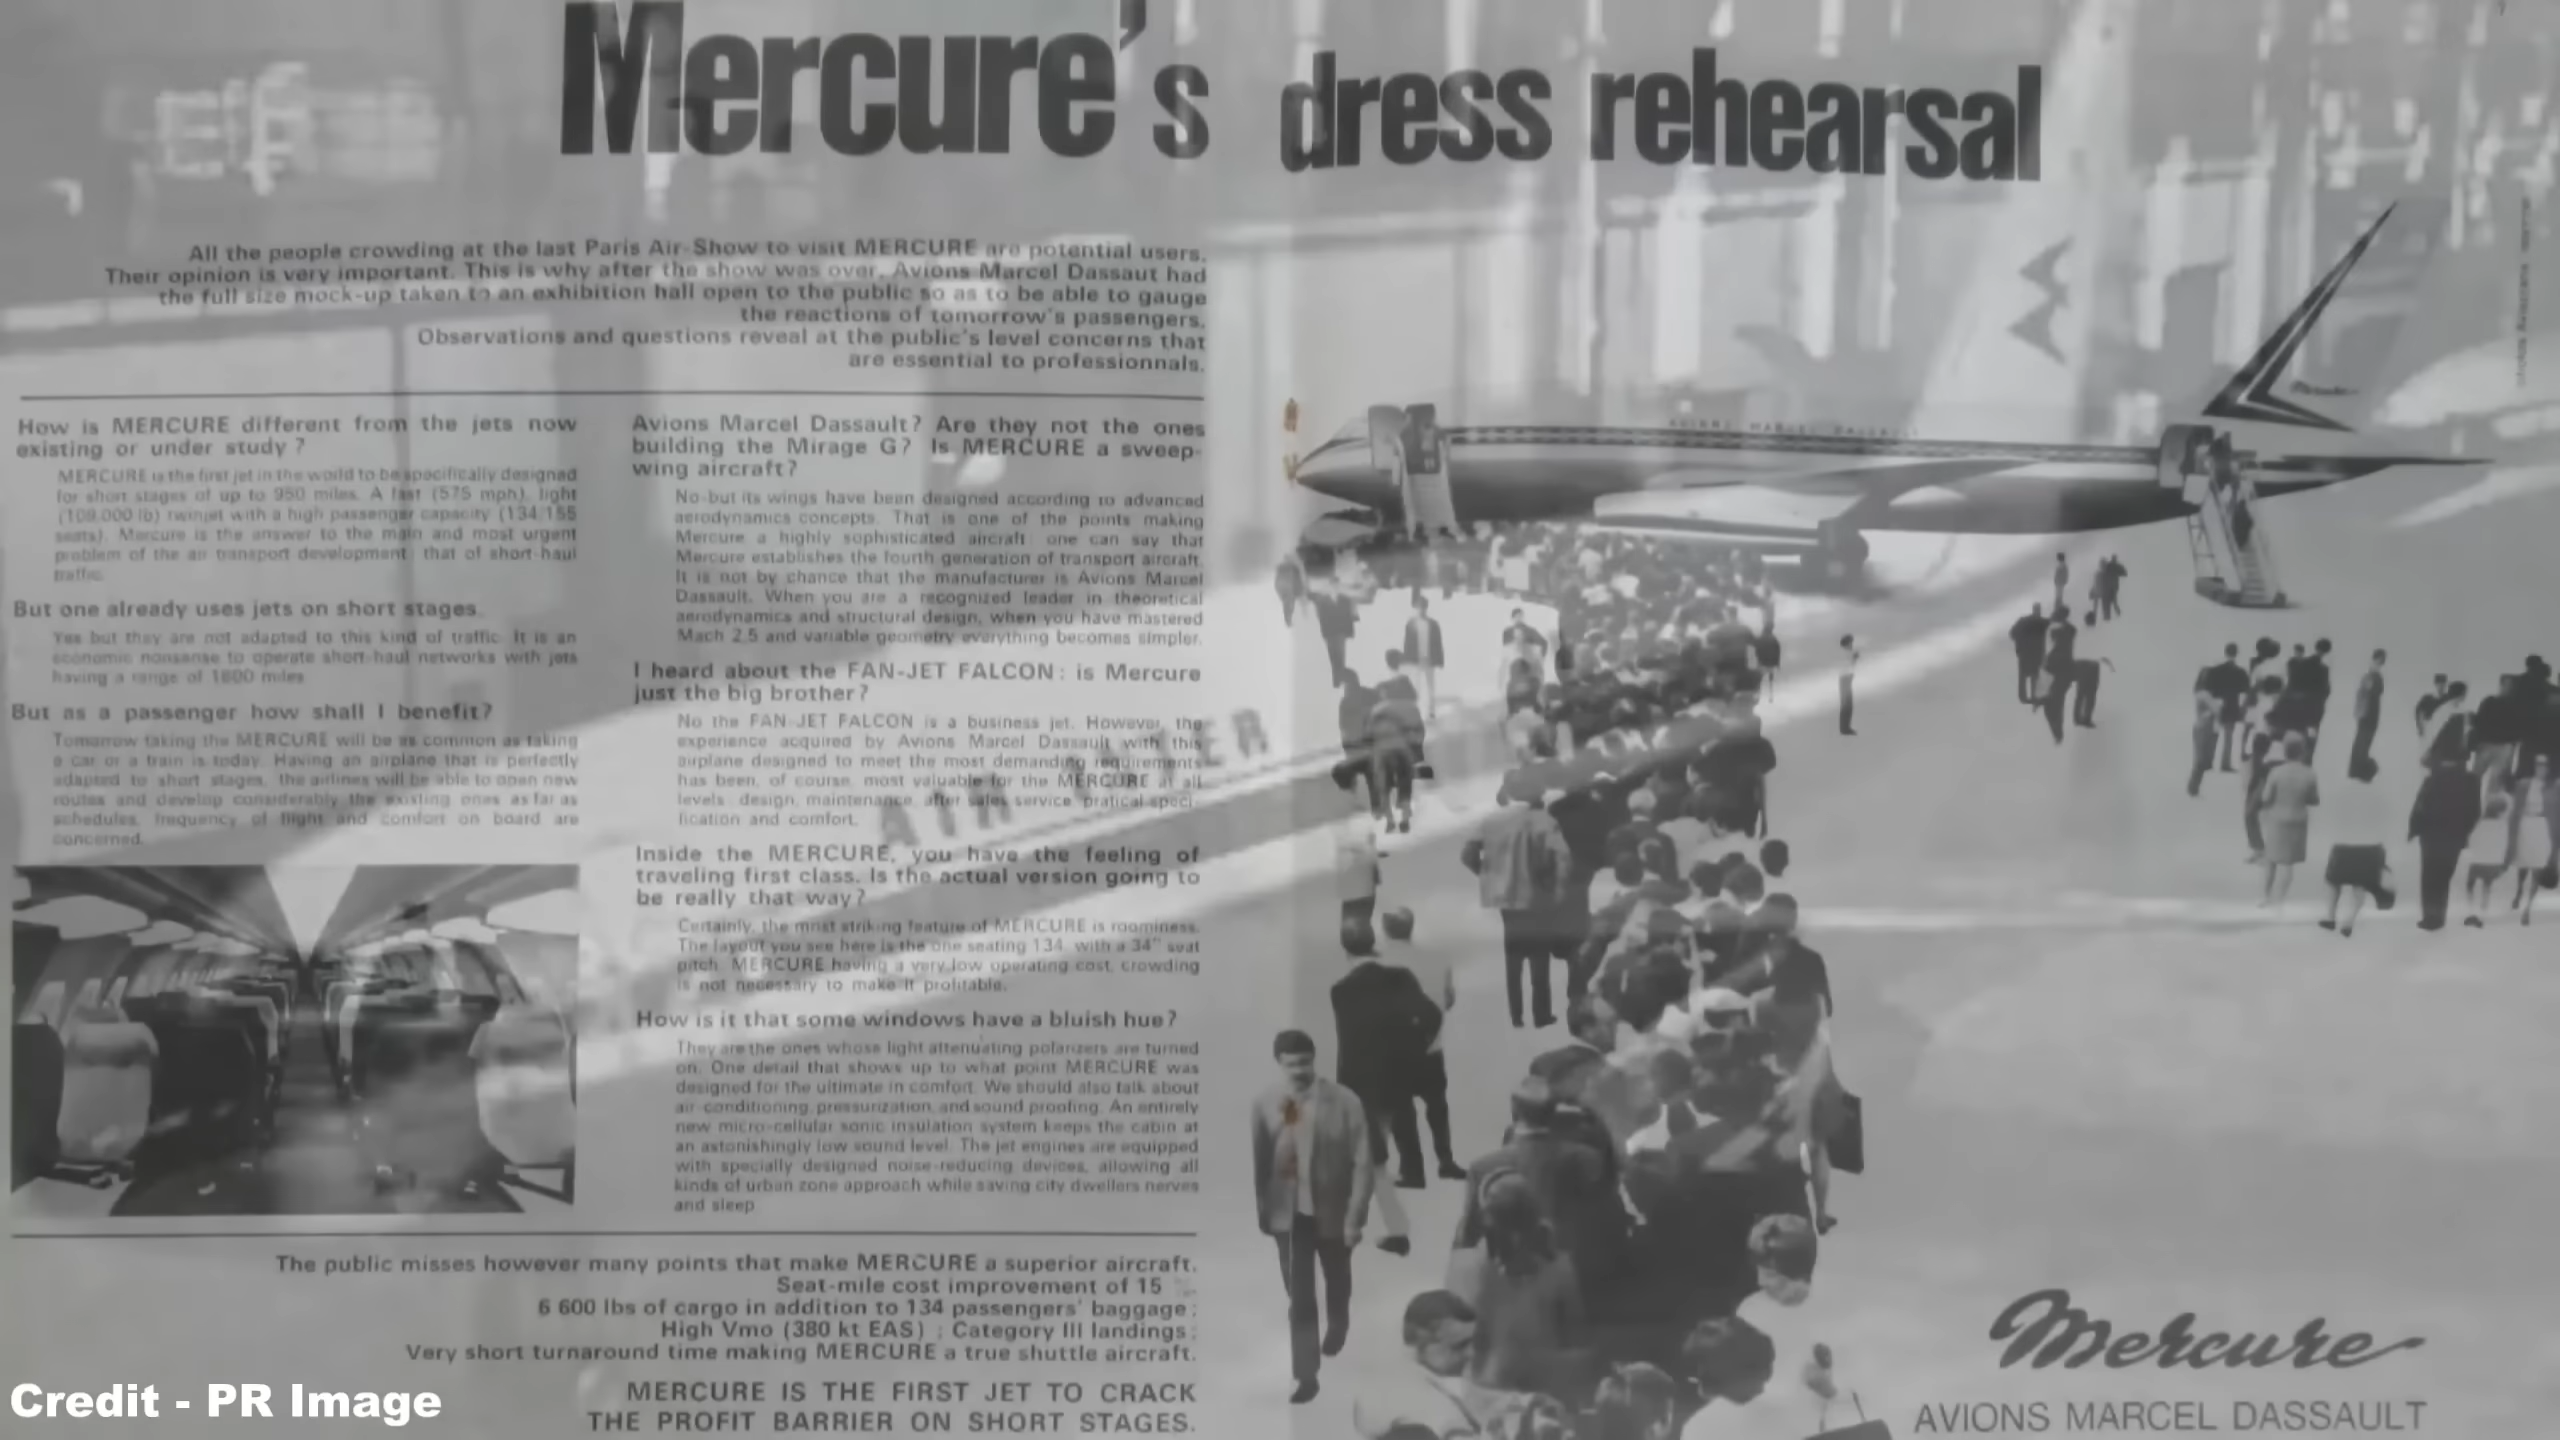 Mercure's dress rehearsal
All the people crowding at the last Paris Air-Show to visit MERCURE are potential users.
Their opinion is very important. This is why after the show was over, Avions Marcel Dassaut had
the full size mock-up taken to an exhibition hall open to the public so as to be able to gauge
the reactions of tomorrow's passengers.
Observations and questions reveal at the public's level concerns that
are essential to professionnals.
How is MERCURE different from the jets now
existing or under study ?
MERCURE is the first jet in the world to be specifically designed
for short stages of up to 950 miles. A fast (575 mph), light
(108,000 lb) twinjet with a high passenger capacity (134/155
seats). Mercure is the answer to the main and most urgent
problem of the air transport development : that of short-haul
traffic.
But one already uses jets on short stages.
Yes but they are not adapted to this kind of traffic. It is an
economic nonsense to operate short-haul networks with jets
having a range of 1800 miles
But as a passenger how shall I benefit?
Tomorrow taking the MERCURE will be as common as taking
a car or a train is today. Having an airplane that is perfectly
adapted to short stages, the airlines will be able to open new
routes and develop considerably the existing ones as far as
schedules, frequency of flight and comfort on board are
concerned.
Avions Marcel Dassault? Are they not the ones
building the Mirage G? Is MERCURE a sweep-
wing aircraft?
No but its wings have been designed according to advanced
aerodynamics concepts. That is one of the points making
Mercure a highly sophisticated aircraft : one can say that
Mercure establishes the fourth generation of transport aircraft.
It is not by chance that the manufacturer is Avions Marcel
Dassault. When you are a recognized leader in theoretical
aerodynamics and structural design, when you have mastered
Mach 2.5 and variable geometry everything becomes simpler.
I heard about the FAN-JET FALCON : is Mercure
just the big brother?
No the FAN-JET FALCON is a business jet. However, the
experience acquired by Avions Marcel Dassault with this
airplane designed to meet the most demanding requirements
has been, of course, most valuable for the MERCURE at all
levels : design, maintenance, after sales service, pratical speci-
fication and comfort.
Inside the MERCURE, you have the feeling of
traveling first class. Is the actual version going to
be really that way?
Certainly, the most striking feature of MERCURE is roominess.
The layout you see here is the one seating 134, with a 34" seat
pitch. MERCURE having a very low operating cost, crowding
is not necessary to make it profitable.
How is it that some windows have a bluish hue?
They are the ones whose light attenuating polarizers are turned
on. One detail that shows up to what point MERCURE was
designed for the ultimate in comfort. We should also talk about
air-conditioning, pressurization, and sound proofing. An entirely
new micro-cellular sonic insulation system keeps the cabin at
an astonishingly low sound level. The jet engines are equipped
with specially designed noise-reducing devices, allowing all
kinds of urban zone approach while saving city dwellers nerves
and sleep
The public misses however many points that make MERCURE a superior aircraft.
Seat-mile cost improvement of 15
6 600 lbs of cargo in addition to 134 passengers' baggage ;
High Vmo (380 kt EAS) ; Category III landings ;
Very short turnaround time making MERCURE a true shuttle aircraft.
MERCURE IS THE FIRST JET TO CRACK
THE PROFIT BARRIER ON SHORT STAGES.
AVIONS MARCEL DASSAULT
Mercure
AIR INTER
Mercure
AVIONS MARCEL DASSAULT
Credit - PR Image